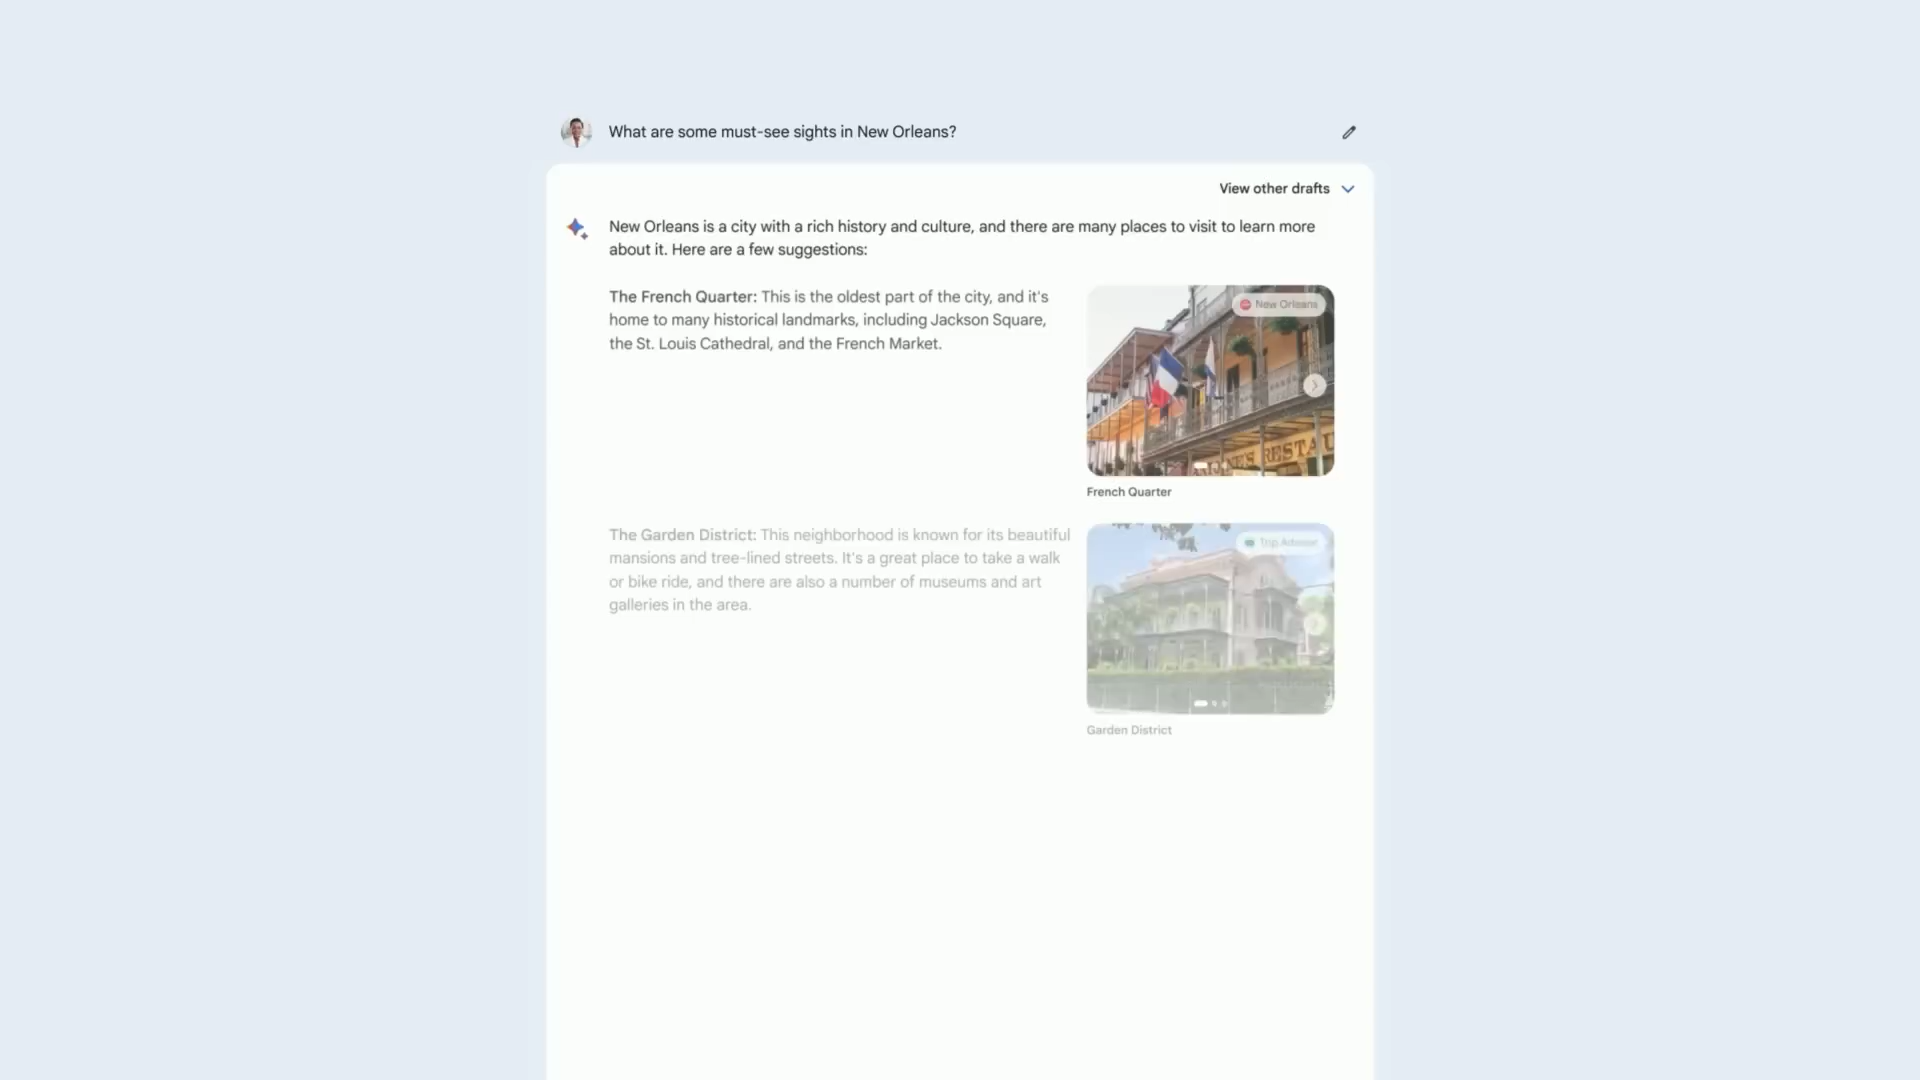 What are some must-see sights in New Orleans?
View other drafts
New Orleans is a city with a rich history and culture, and there are many places to visit to learn more
about it. Here are a few suggestions:
The French Quarter: This is the oldest part of the city, and it's
home to many historical landmarks, including Jackson Square,
the St. Louis Cathedral, and the French Market.
New Orleans
RESTAU
French Quarter
The Garden District: This neighborhood is known for its beautiful
mansions and tree-lined streets. It's a great place to take a walk
or bike ride, and there are also a number of museums and art
galleries in the area.
Trip Advisor
Garden District